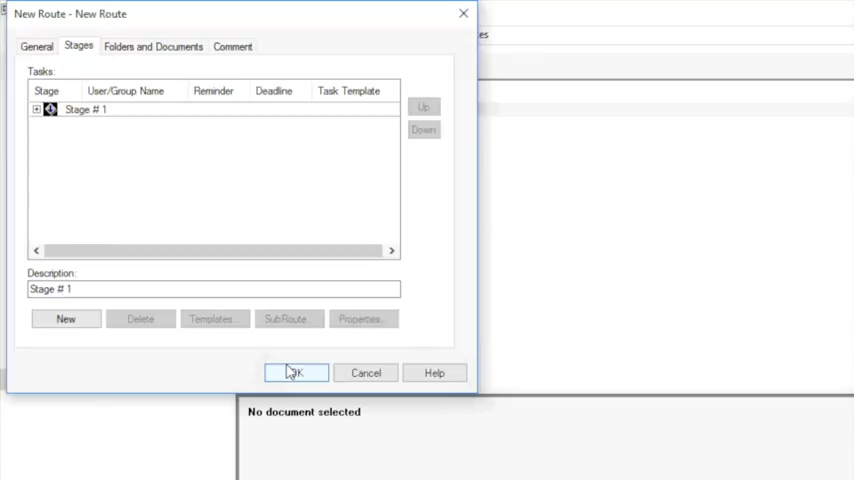 New Route - New Route
General Stages Folders and Documents Comment
Tasks:
Stage User/Group Name Reminder Deadline Task Template
Stage # 1
Up
Down
Description:
Stage # 1
New Delete Templates... SubRoute... Properties...
OK Cancel Help
No document selected